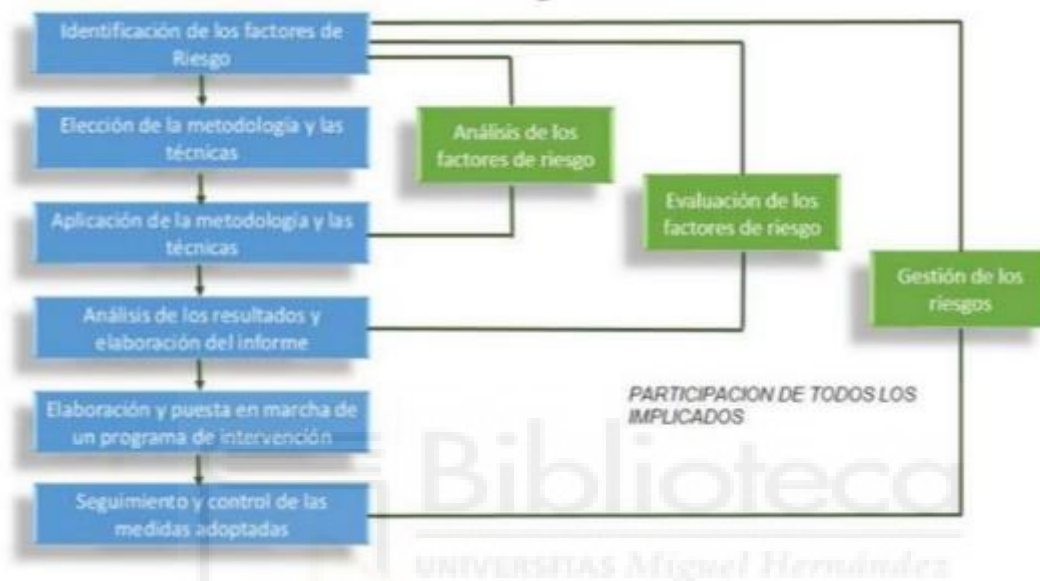 Identificación de los factores de
Riesgo
Elección de la metodología y las
técnicas
Aplicación de la metodología y las
técnicas
Análisis de los resultados y
elaboración del informe
Elaboración y puesta en marcha de
un programa de intervención
Seguimiento y control de las
medidas adoptadas
Análisis de los
factores de riesgo
Evaluación de los
factores de riesgo
Gestión de los
riesgos
PARTICIPACION DE TODOS LOS
IMPLICADOS
Biblioteca
UNIVERSITAS Miguel Hernández